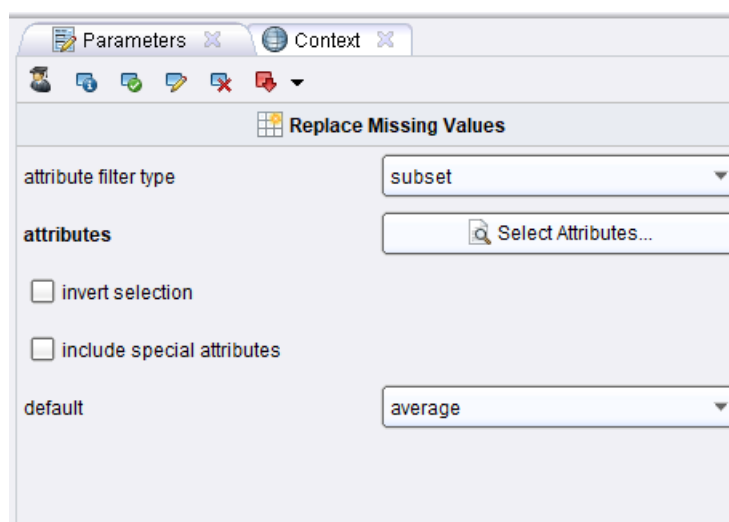 Parameters Context
Replace Missing Values
attribute filter type subset
attributes Select Attributes...
invert selection
include special attributes
default average